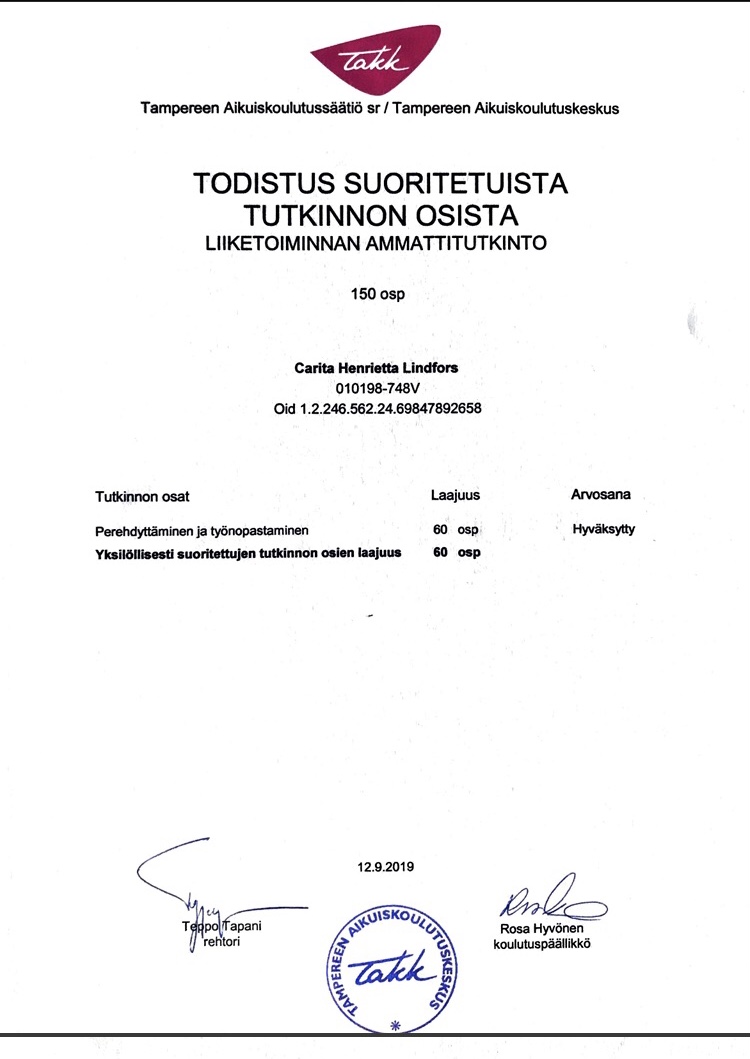 Takk
Tampereen Aikuiskoulutussäätiö sr / Tampereen Aikuiskoulutuskeskus
TODISTUS SUORITETUISTA
TUTKINNON OSISTA
LIIKETOIMINNAN AMMATTITUTKINTO
150 osp
Carita Henrietta Lindfors
010198-748V
Oid 1.2.246.562.24.69847892658
Tutkinnon osat Laajuus Arvosana
Perehdyttäminen ja työnopastaminen 60 osp Hyväksytty
Yksilöllisesti suoritettujen tutkinnon osien laajuus 60 osp
12.9.2019
Teppo Tapani
rehtori
Rosa Hyvönen
koulutuspäällikkö
TAMPEREEN AIKUISKOULUTUSKESKUS
Takk